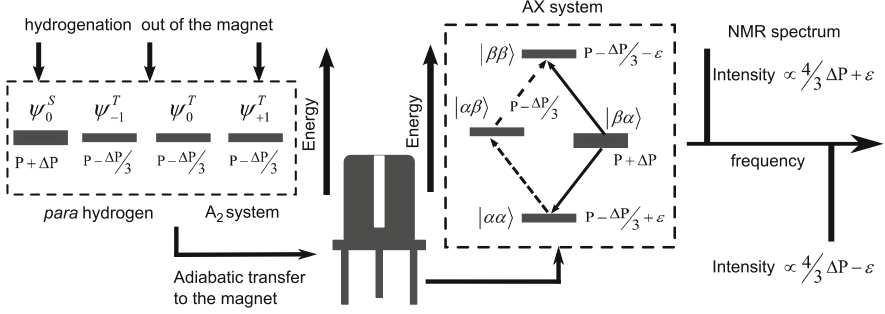 hydrogenation out of the magnet
ψ₀ˢ ψ₋₁ᵀ ψ₀ᵀ ψ₊₁ᵀ
P+ΔP P−ΔP/3 P−ΔP/3 P−ΔP/3
para hydrogen A₂ system
Adiabatic transfer
to the magnet
Energy
Energy
AX system
|ββ⟩ P−ΔP/3−ε
|αβ⟩ P−ΔP/3 |βα⟩
P+ΔP
|αα⟩ P−ΔP/3+ε
NMR spectrum
Intensity ∝ 4/3 ΔP+ε
frequency
Intensity ∝ 4/3 ΔP−ε